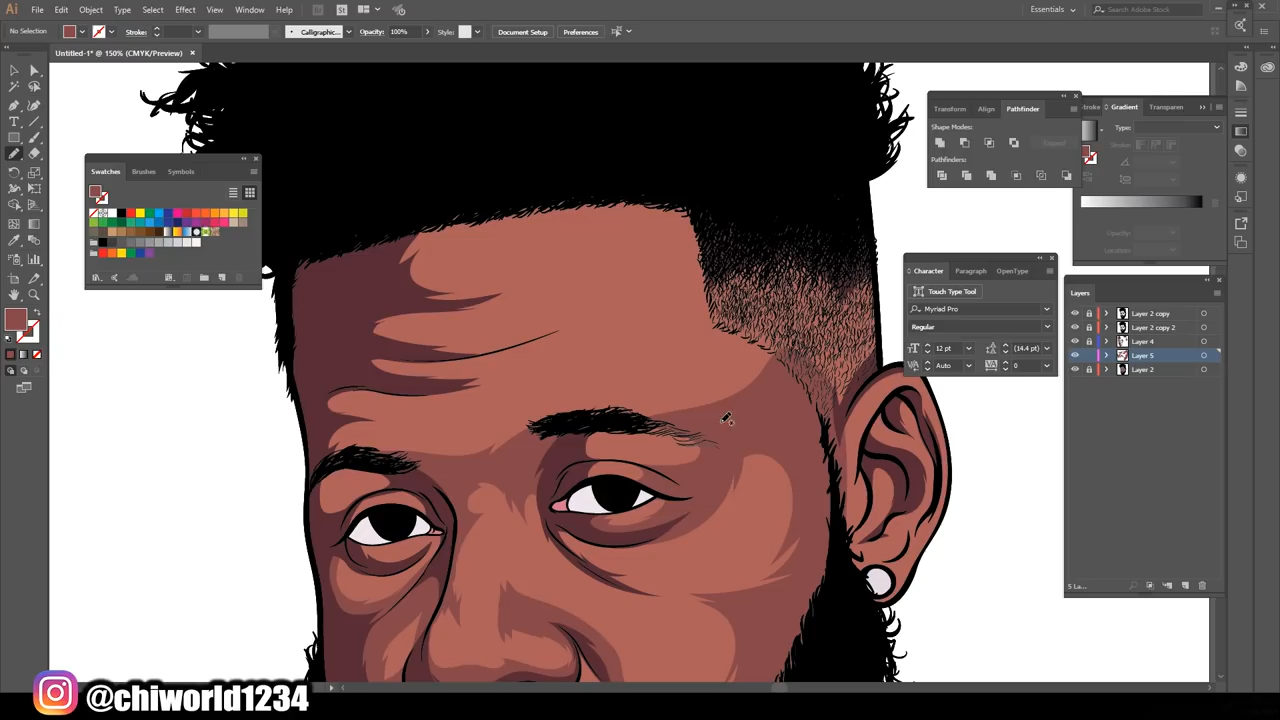 Ai File Edit Object Type Select Effect View Window Help Br St Essentials Search Adobe Stock
No Selection Stroke: Calligraphic... Opacity: 100% Style: Document Setup Preferences
Untitled-1* @ 150% (CMYK/Preview) ×
Transform Align Pathfinder
Shape Modes:
Expand
Pathfinders:
Stroke Gradient Transparen
Type:
Stroke:
Opacity:
Location:
Swatches Brushes Symbols
Character Paragraph OpenType
Touch Type Tool
Myriad Pro
Regular
12 pt (14.4 pt)
Auto 0
Layers
Layer 2 copy
Layer 2 copy 2
Layer 4
Layer 5
Layer 2
5 La...
@chiworld1234